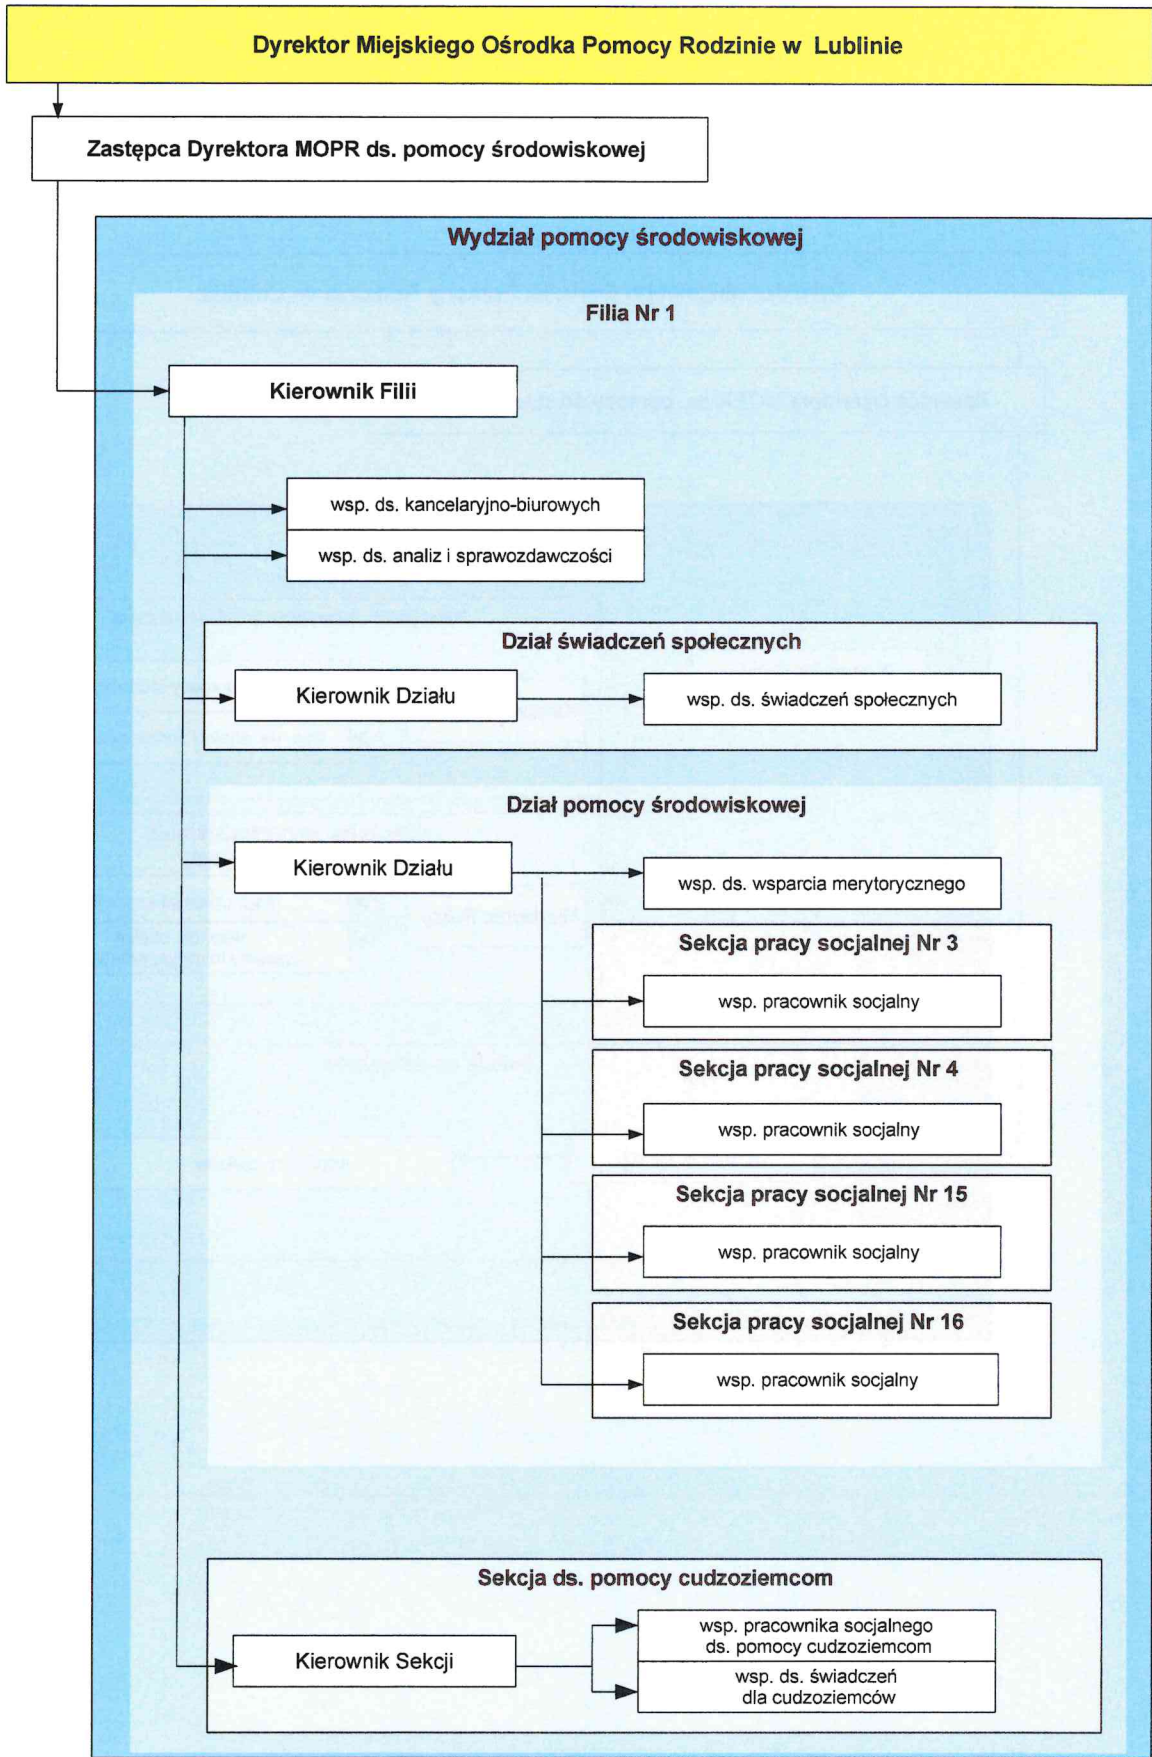 Dyrektor Miejskiego Ośrodka Pomocy Rodzinie w Lublinie
Zastępca Dyrektora MOPR ds. pomocy środowiskowej
Wydział pomocy środowiskowej
Filia Nr 1
Kierownik Filii
wsp. ds. kancelaryjno-biurowych
wsp. ds. analiz i sprawozdawczości
Dział świadczeń społecznych
Kierownik Działu
wsp. ds. świadczeń społecznych
Dział pomocy środowiskowej
Kierownik Działu
wsp. ds. wsparcia merytorycznego
Sekcja pracy socjalnej Nr 3
wsp. pracownik socjalny
Sekcja pracy socjalnej Nr 4
wsp. pracownik socjalny
Sekcja pracy socjalnej Nr 15
wsp. pracownik socjalny
Sekcja pracy socjalnej Nr 16
wsp. pracownik socjalny
Sekcja ds. pomocy cudzoziemcom
Kierownik Sekcji
wsp. pracownika socjalnego
ds. pomocy cudzoziemcom
wsp. ds. świadczeń
dla cudzoziemców